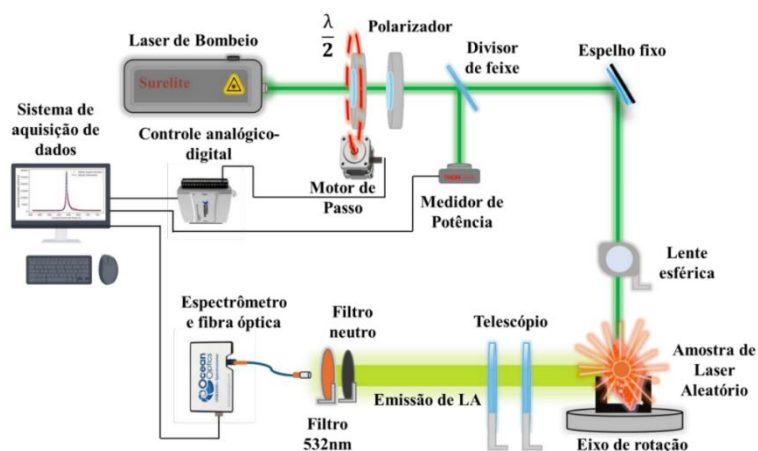 Laser de Bombeio
λ
2
Polarizador
Divisor
de feixe
Espelho fixo
Surelite
Sistema de
aquisição de
dados
Controle analógico-
digital
Motor de
Passo
Medidor de
Potência
Lente
esférica
Espectrômetro
e fibra óptica
Filtro
neutro
Telescópio
Amostra de
Laser
Aleatório
Ocean
Optics
Emissão de LA
Filtro
532nm
Eixo de rotação